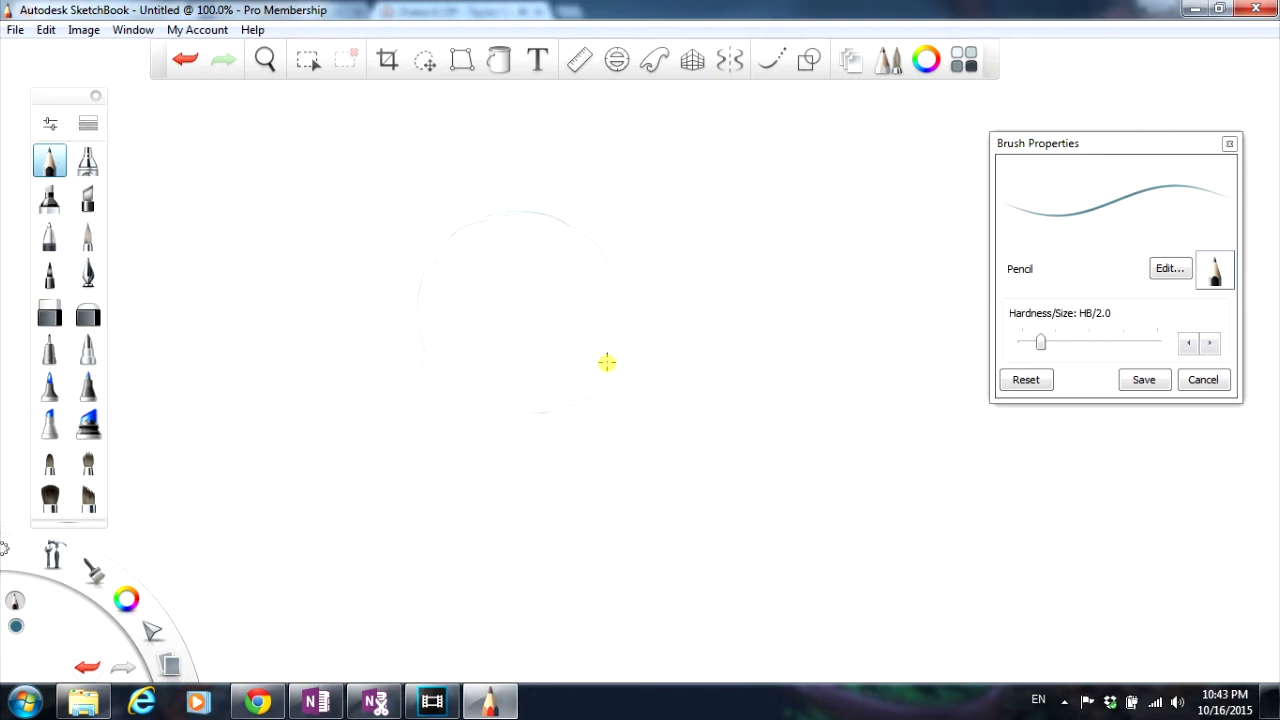 Autodesk SketchBook - Untitled @ 100.0% - Pro Membership
File Edit Image Window My Account Help
T
Brush Properties
Pencil
Edit...
Hardness/Size: HB/2.0
Reset
Save
Cancel
EN
10:43 PM
10/16/2015